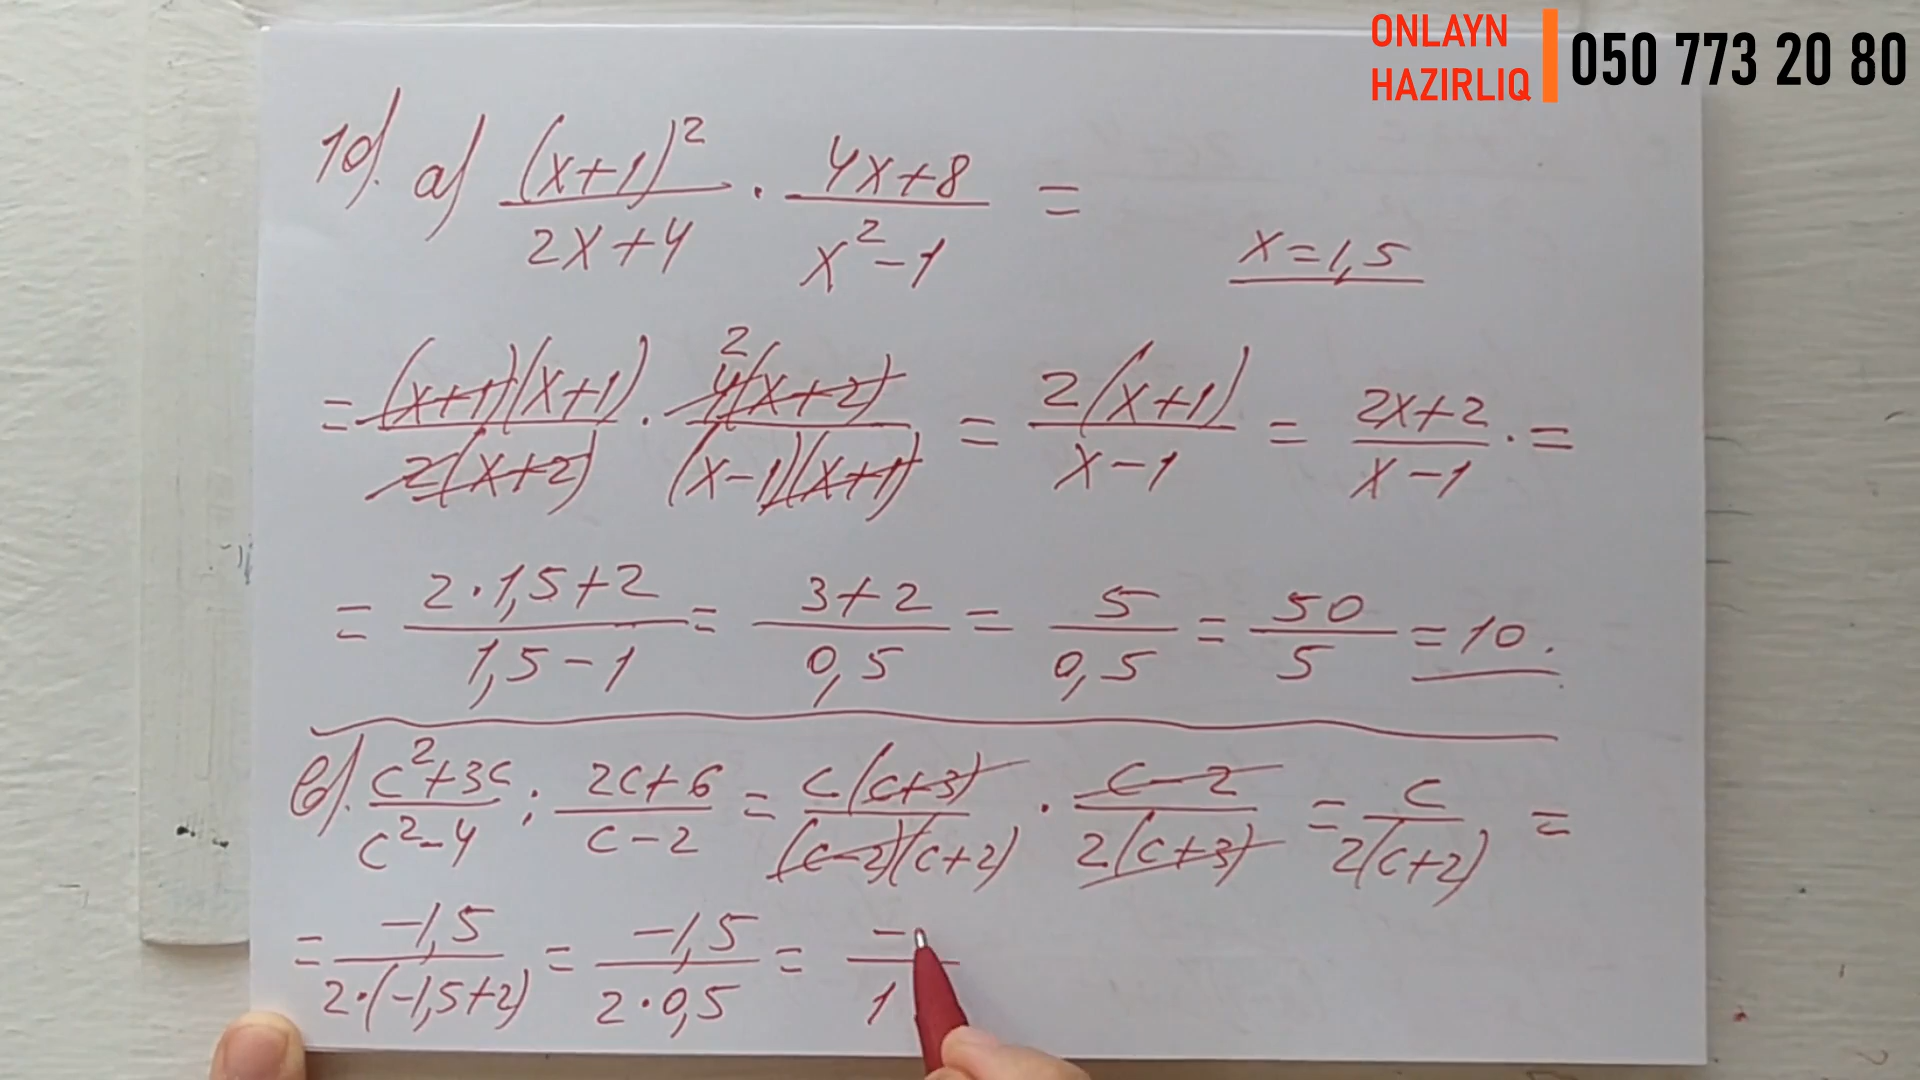 ONLAYN
HAZIRLIQ
050 773 20 80
10). a) (x+1)²/(2x+4) · (4x+8)/(x²-1) =
x=1,5
= (x+1)(x+1)/2(x+2) · 4(x+2)/(x-1)(x+1) 2 = 2(x+1)/(x-1) = (2x+2)/(x-1) · =
= (2·1,5+2)/(1,5-1) = (3+2)/0,5 = 5/0,5 = 50/5 = 10.
b). (c²+3c)/(c²-4) : (2c+6)/(c-2) = c(c+3)/(c-2)(c+2) · (c-2)/2(c+3) = c/2(c+2) =
= -1,5/2·(-1,5+2) = -1,5/2·0,5 = -/1